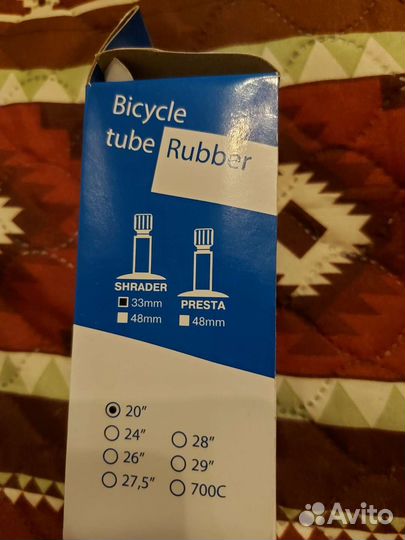 Bicycle
tube Rubber
SHRADER
33mm
48mm
PRESTA
48mm
20"
24"
26"
27,5"
28"
29"
700C
Avito